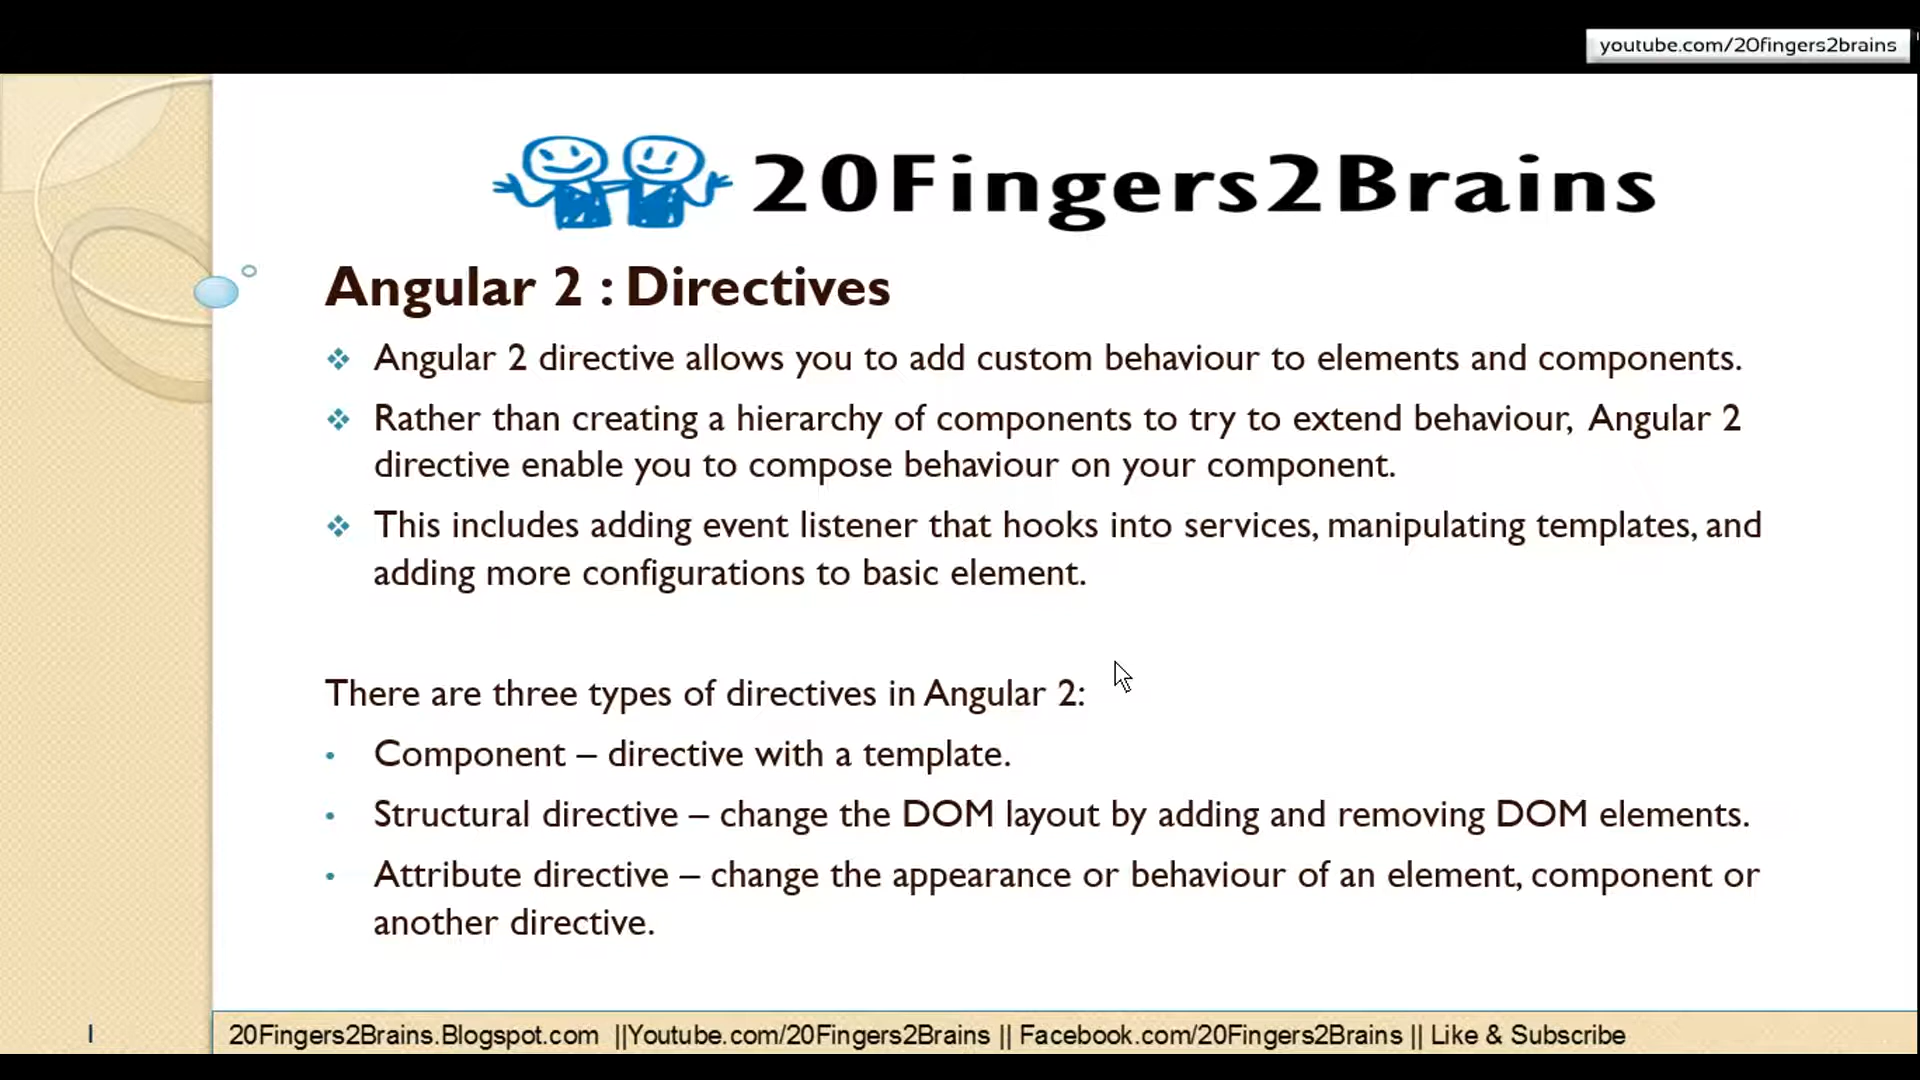 youtube.com/20fingers2brains
20Fingers2Brains
Angular 2 : Directives
❖ Angular 2 directive allows you to add custom behaviour to elements and components.
❖ Rather than creating a hierarchy of components to try to extend behaviour, Angular 2
directive enable you to compose behaviour on your component.
❖ This includes adding event listener that hooks into services, manipulating templates, and
adding more configurations to basic element.
There are three types of directives in Angular 2:
• Component – directive with a template.
• Structural directive – change the DOM layout by adding and removing DOM elements.
• Attribute directive – change the appearance or behaviour of an element, component or
another directive.
1
20Fingers2Brains.Blogspot.com ||Youtube.com/20Fingers2Brains || Facebook.com/20Fingers2Brains || Like & Subscribe